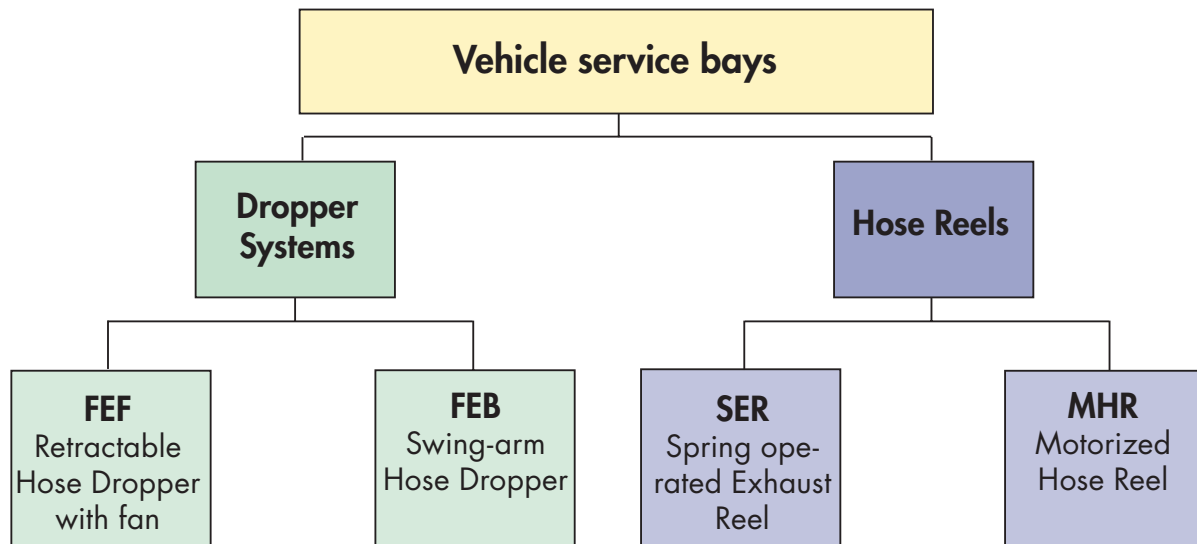 Vehicle service bays
Dropper
Systems
Hose Reels
FEF
Retractable
Hose Dropper
with fan
FEB
Swing-arm
Hose Dropper
SER
Spring ope-
rated Exhaust
Reel
MHR
Motorized
Hose Reel